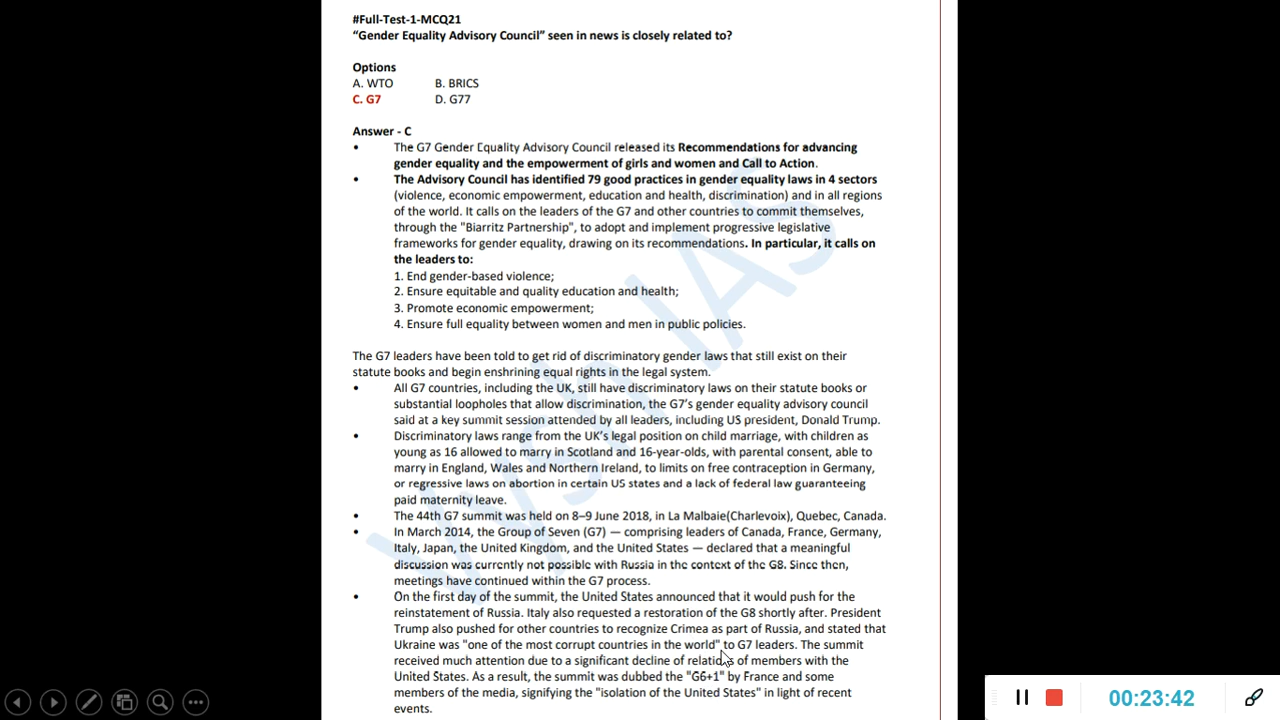 #Full-Test-1-MCQ21
“Gender Equality Advisory Council” seen in news is closely related to?
Options
A. WTO B. BRICS
C. G7 D. G77
Answer - C
• The G7 Gender Equality Advisory Council released its Recommendations for advancing
gender equality and the empowerment of girls and women and Call to Action.
• The Advisory Council has identified 79 good practices in gender equality laws in 4 sectors
(violence, economic empowerment, education and health, discrimination) and in all regions
of the world. It calls on the leaders of the G7 and other countries to commit themselves,
through the "Biarritz Partnership", to adopt and implement progressive legislative
frameworks for gender equality, drawing on its recommendations. In particular, it calls on
the leaders to:
1. End gender-based violence;
2. Ensure equitable and quality education and health;
3. Promote economic empowerment;
4. Ensure full equality between women and men in public policies.
The G7 leaders have been told to get rid of discriminatory gender laws that still exist on their
statute books and begin enshrining equal rights in the legal system.
• All G7 countries, including the UK, still have discriminatory laws on their statute books or
substantial loopholes that allow discrimination, the G7’s gender equality advisory council
said at a key summit session attended by all leaders, including US president, Donald Trump.
• Discriminatory laws range from the UK’s legal position on child marriage, with children as
young as 16 allowed to marry in Scotland and 16-year-olds, with parental consent, able to
marry in England, Wales and Northern Ireland, to limits on free contraception in Germany,
or regressive laws on abortion in certain US states and a lack of federal law guaranteeing
paid maternity leave.
• The 44th G7 summit was held on 8–9 June 2018, in La Malbaie(Charlevoix), Quebec, Canada.
• In March 2014, the Group of Seven (G7) — comprising leaders of Canada, France, Germany,
Italy, Japan, the United Kingdom, and the United States — declared that a meaningful
discussion was currently not possible with Russia in the context of the G8. Since then,
meetings have continued within the G7 process.
• On the first day of the summit, the United States announced that it would push for the
reinstatement of Russia. Italy also requested a restoration of the G8 shortly after. President
Trump also pushed for other countries to recognize Crimea as part of Russia, and stated that
Ukraine was "one of the most corrupt countries in the world" to G7 leaders. The summit
received much attention due to a significant decline of relations of members with the
United States. As a result, the summit was dubbed the "G6+1" by France and some
members of the media, signifying the "isolation of the United States" in light of recent
events.
00:23:42